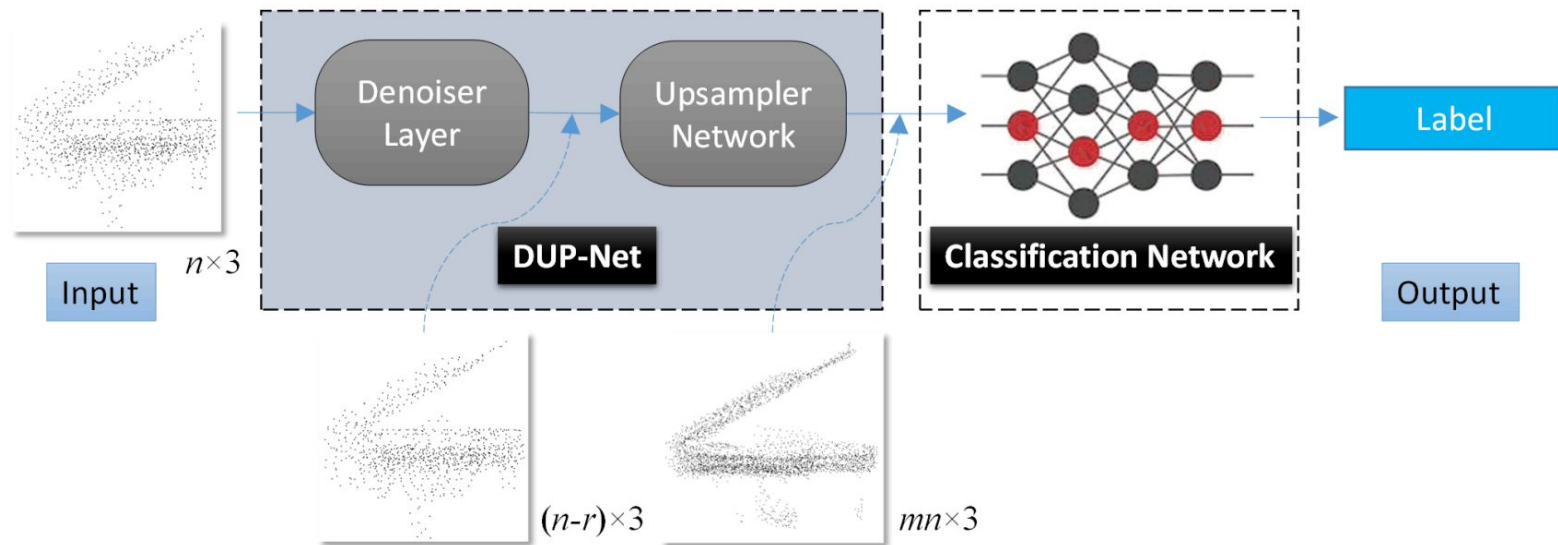 Denoiser
Layer
Upsampler
Network
Label
n×3
DUP-Net
Classification Network
Input
Output
(n-r)×3
mn×3